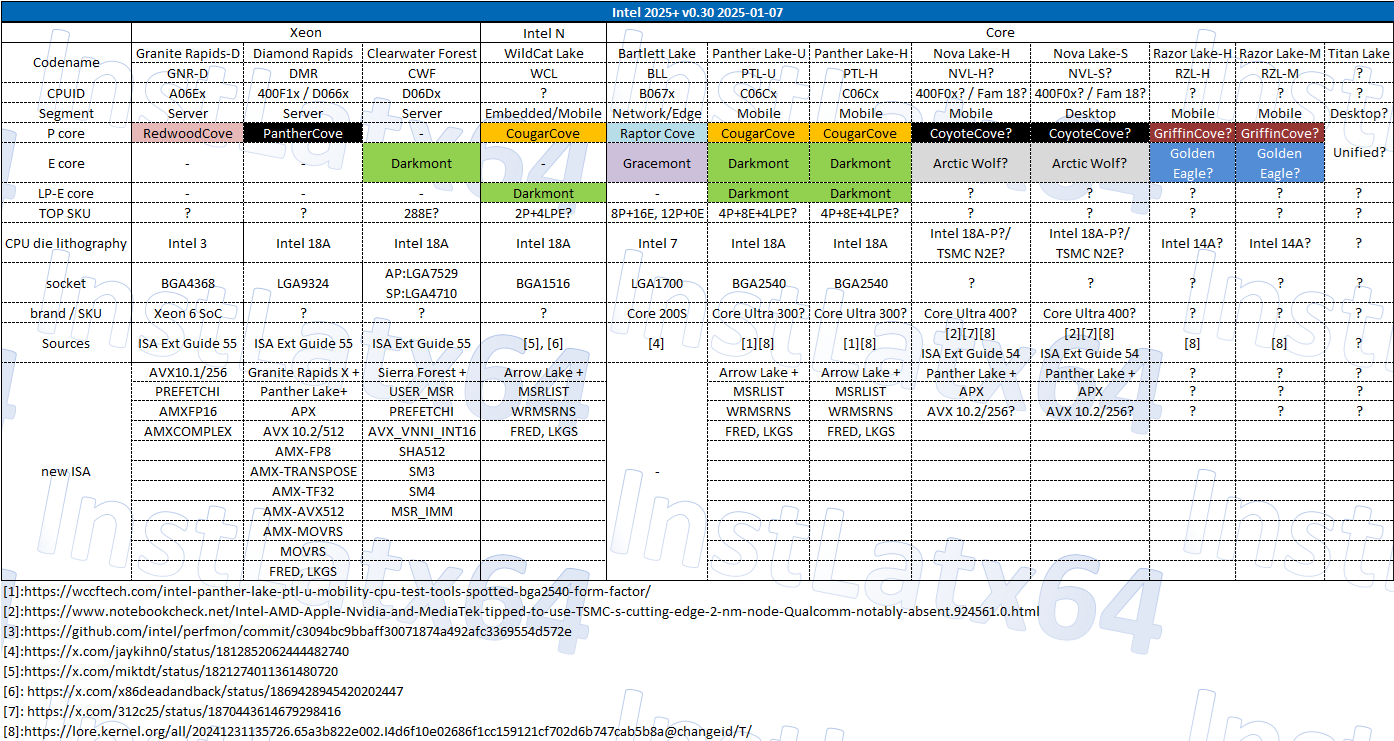 Intel 2025+ v0.30 2025-01-07
Xeon Intel N Core
Codename Granite Rapids-D Diamond Rapids Clearwater Forest WildCat Lake Bartlett Lake Panther Lake-U Panther Lake-H Nova Lake-H Nova Lake-S Razor Lake-H Razor Lake-M Titan Lake
GNR-D DMR CWF WCL BLL PTL-U PTL-H NVL-H? NVL-S? RZL-H RZL-M ?
CPUID A06Ex 400F1x / D066x D06Dx ? B067x C06Cx C06Cx 400F0x? / Fam 18? 400F0x? / Fam 18? ? ? ?
Segment Server Server Server Embedded/Mobile Network/Edge Mobile Mobile Mobile Desktop Mobile Mobile Desktop?
P core RedwoodCove PantherCove - CougarCove Raptor Cove CougarCove CougarCove CoyoteCove? CoyoteCove? GriffinCove? GriffinCove? Unified?
E core - - Darkmont - Gracemont Darkmont Darkmont Arctic Wolf? Arctic Wolf? Golden Eagle? Golden Eagle?
LP-E core - - - Darkmont - Darkmont Darkmont ? ? ? ? ?
TOP SKU ? ? 288E? 2P+4LPE? 8P+16E, 12P+0E 4P+8E+4LPE? 4P+8E+4LPE? ? ? ? ? ?
CPU die lithography Intel 3 Intel 18A Intel 18A Intel 18A Intel 7 Intel 18A Intel 18A Intel 18A-P?/ TSMC N2E? Intel 18A-P?/ TSMC N2E? Intel 14A? Intel 14A? ?
socket BGA4368 LGA9324 AP:LGA7529 SP:LGA4710 BGA1516 LGA1700 BGA2540 BGA2540 ? ? ? ? ?
brand / SKU Xeon 6 SoC ? ? ? Core 200S Core Ultra 300? Core Ultra 300? Core Ultra 400? Core Ultra 400? ? ? ?
Sources ISA Ext Guide 55 ISA Ext Guide 55 ISA Ext Guide 55 [5], [6] [4] [1][8] [1][8] [2][7][8] ISA Ext Guide 54 [2][7][8] ISA Ext Guide 54 [8] [8] ?
AVX10.1/256 Granite Rapids X + Sierra Forest + Arrow Lake + Arrow Lake + Arrow Lake + Panther Lake + Panther Lake + ? ? ?
PREFETCHI Panther Lake+ USER_MSR MSRLIST MSRLIST MSRLIST APX APX ? ? ?
AMXFP16 APX PREFETCHI WRMSRNS WRMSRNS WRMSRNS AVX 10.2/256? AVX 10.2/256? ? ? ?
AMXCOMPLEX AVX 10.2/512 AVX_VNNI_INT16 FRED, LKGS FRED, LKGS FRED, LKGS
AMX-FP8 SHA512
new ISA AMX-TRANSPOSE SM3 -
AMX-TF32 SM4
AMX-AVX512 MSR_IMM
AMX-MOVRS
MOVRS
FRED, LKGS
[1]:https://wccftech.com/intel-panther-lake-ptl-u-mobility-cpu-test-tools-spotted-bga2540-form-factor/
[2]:https://www.notebookcheck.net/Intel-AMD-Apple-Nvidia-and-MediaTek-tipped-to-use-TSMC-s-cutting-edge-2-nm-node-Qualcomm-notably-absent.924561.0.html
[3]:https://github.com/intel/perfmon/commit/c3094bc9bbaff30071874a492afc3369554d572e
[4]:https://x.com/jaykihn0/status/1812852062444482740
[5]:https://x.com/miktdt/status/1821274011361480720
[6]: https://x.com/x86deadandback/status/1869428945420202447
[7]: https://x.com/312c25/status/1870443614679298416
[8]:https://lore.kernel.org/all/20241231135726.65a3b822e002.I4d6f10e02686f1cc159121cf702d6b747cab5b8a@changeid/T/
InstLatx64